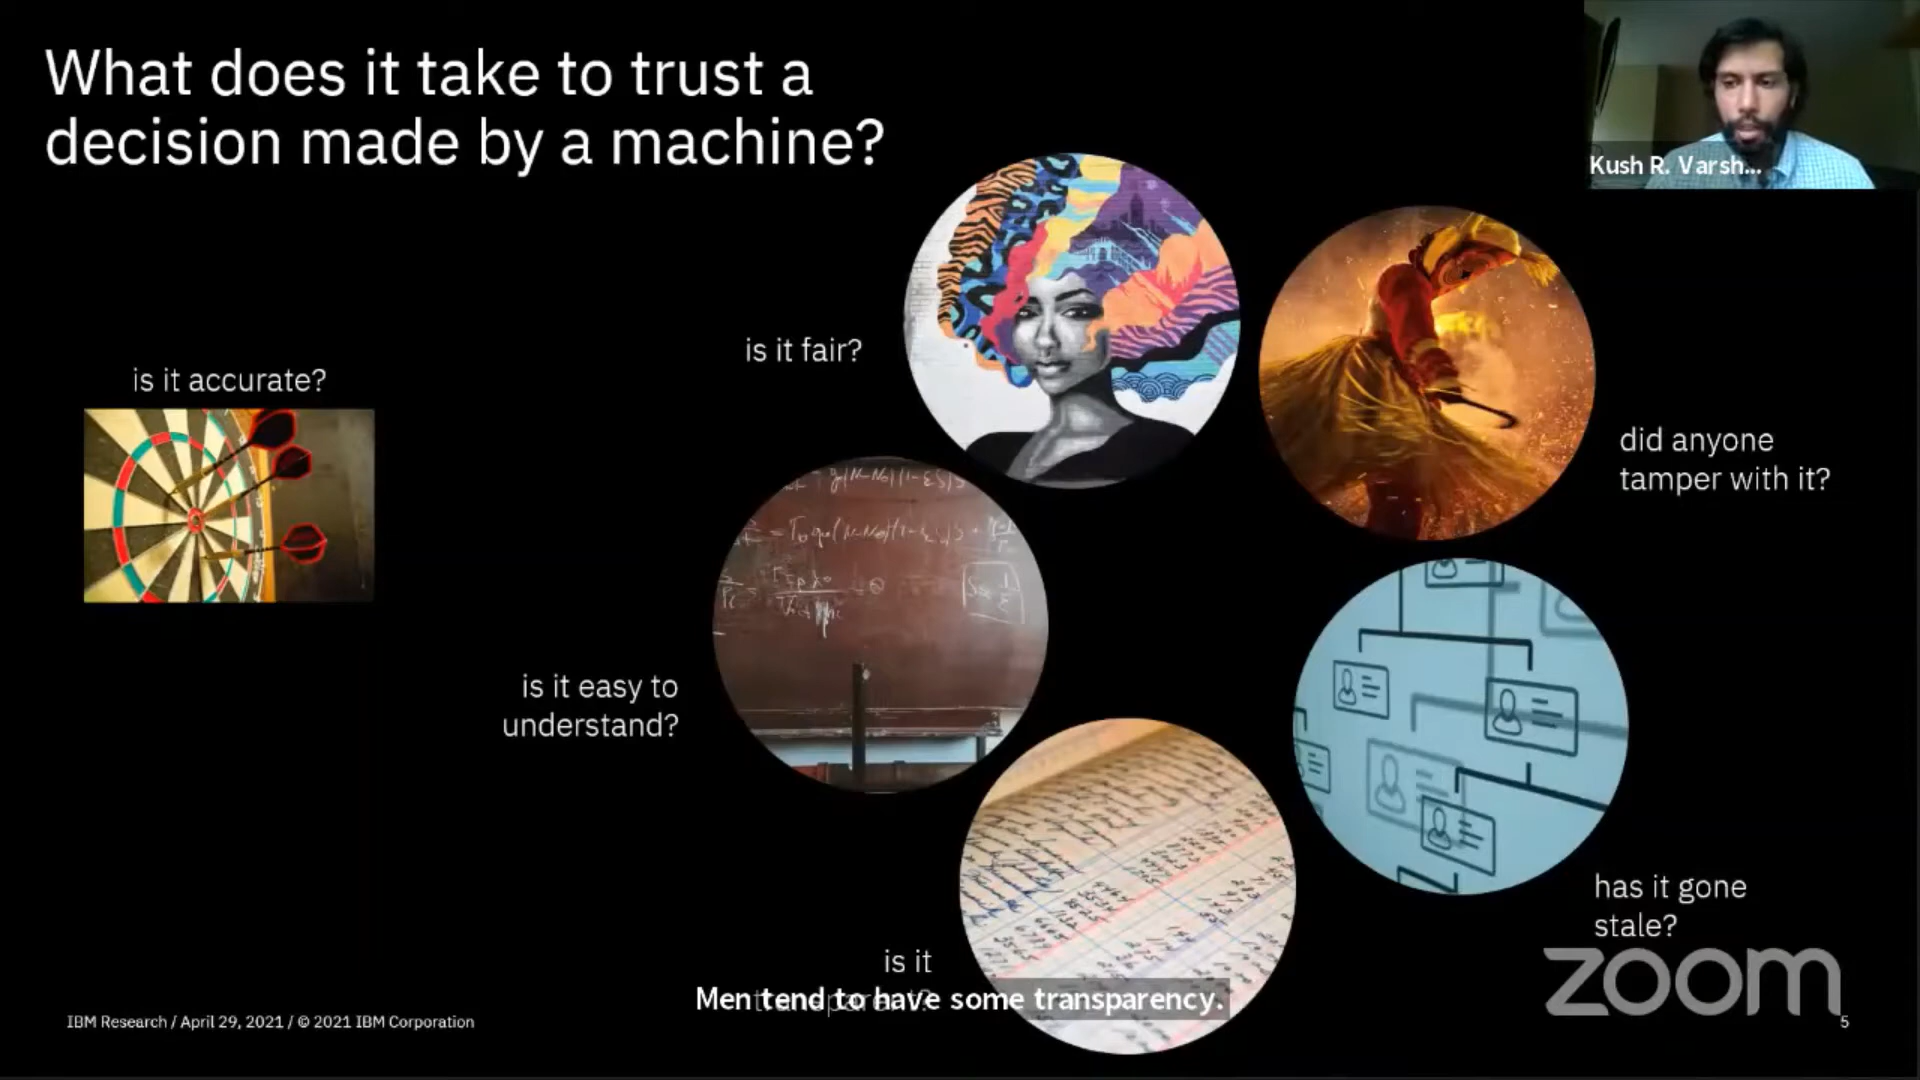 What does it take to trust a
decision made by a machine?
Kush R. Varsh...
is it fair?
is it accurate?
did anyone
tamper with it?
is it easy to
understand?
has it gone
stale?
is it
transparent?
Men tend to have some transparency.
zoom
IBM Research / April 29, 2021 / © 2021 IBM Corporation
5